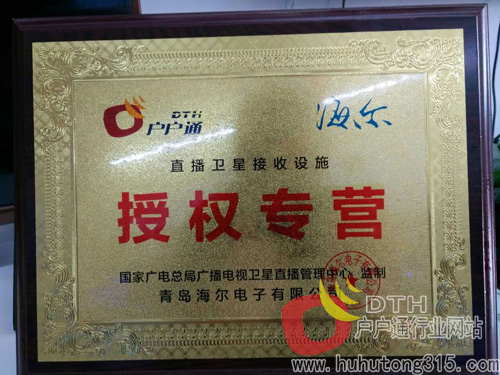 DTH
户户通
海尔
直播卫星接收设施
授权专营
国家广电总局广播电视卫星直播管理中心 监制
青岛海尔电子有限公司
DTH
户户通行业网站
www.huhutong315.com